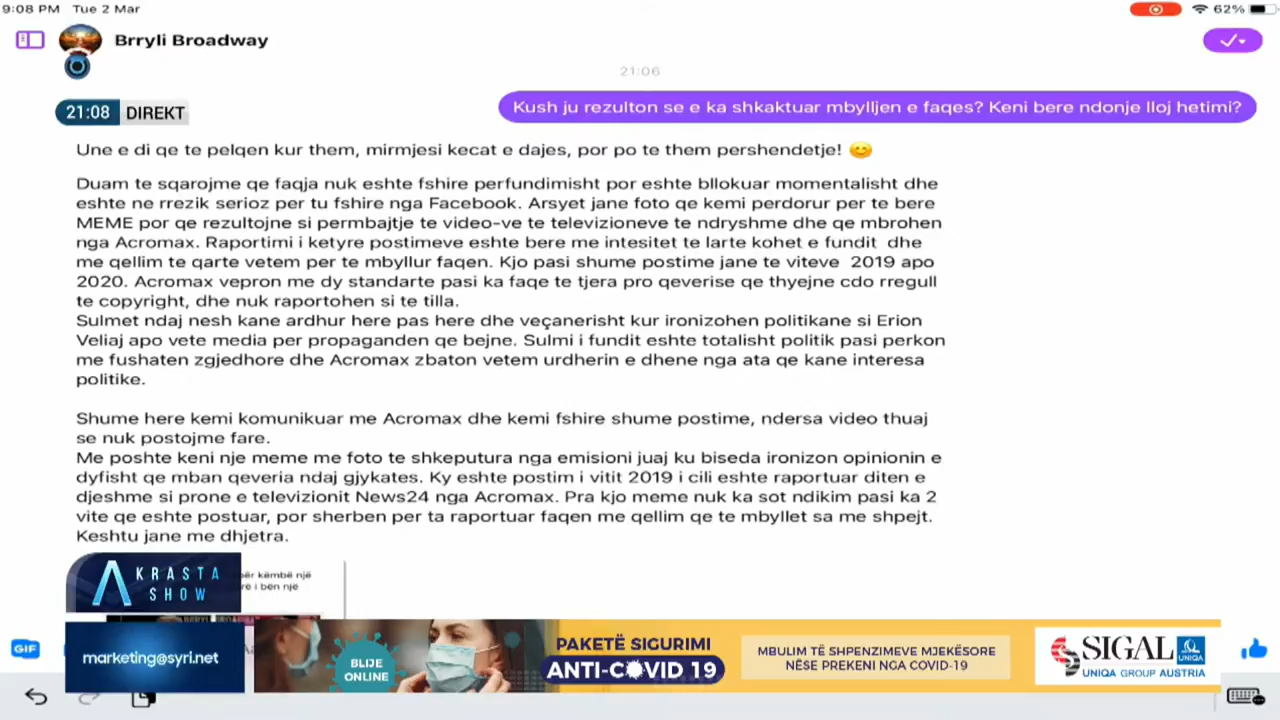 9:08 PM Tue 2 Mar
62%
Brryli Broadway
21:06
21:08 DIREKT
Kush ju rezulton se e ka shkaktuar mbylljen e faqes? Keni bere ndonje lloj hetimi?
Une e di qe te pelqen kur them, mirmjesi kecat e dajes, por po te them pershendetje! 😊
Duam te sqarojme qe faqja nuk eshte fshire perfundimisht por eshte bllokuar momentalisht dhe
eshte ne rrezik serioz per tu fshire nga Facebook. Arsyet jane foto qe kemi perdorur per te bere
MEME por qe rezultojne si permbajtje te video-ve te televizioneve te ndryshme dhe qe mbrohen
nga Acromax. Raportimi i ketyre postimeve eshte bere me intesitet te larte kohet e fundit dhe
me qellim te qarte vetem per te mbyllur faqen. Kjo pasi shume postime jane te viteve 2019 apo
2020. Acromax vepron me dy standarte pasi ka faqe te tjera pro qeverise qe thyejne cdo rregull
te copyright, dhe nuk raportohen si te tilla.
Sulmet ndaj nesh kane ardhur here pas here dhe veçanerisht kur ironizohen politikane si Erion
Veliaj apo vete media per propaganden qe bejne. Sulmi i fundit eshte totalisht politik pasi perkon
me fushaten zgjedhore dhe Acromax zbaton vetem urdherin e dhene nga ata qe kane interesa
politike.
Shume here kemi komunikuar me Acromax dhe kemi fshire shume postime, ndersa video thuaj
se nuk postojme fare.
Me poshte keni nje meme me foto te shkeputura nga emisioni juaj ku biseda ironizon opinionin e
dyfisht qe mban qeveria ndaj gjykates. Ky eshte postim i vitit 2019 i cili eshte raportuar diten e
djeshme si prone e televizionit News24 nga Acromax. Pra kjo meme nuk ka sot ndikim pasi ka 2
vite qe eshte postuar, por sherben per ta raportuar faqen me qellim qe te mbyllet sa me shpejt.
Keshtu jane me dhjetra.
KRASTA
SHOW
për këmbë një
i bën një
GIF
marketing@syri.net
BLIJE
ONLINE
PAKETË SIGURIMI
ANTI-COVID 19
MBULIM TË SHPENZIMEVE MJEKËSORE
NËSE PREKENI NGA COVID-19
SIGAL UNIQA
UNIQA GROUP AUSTRIA